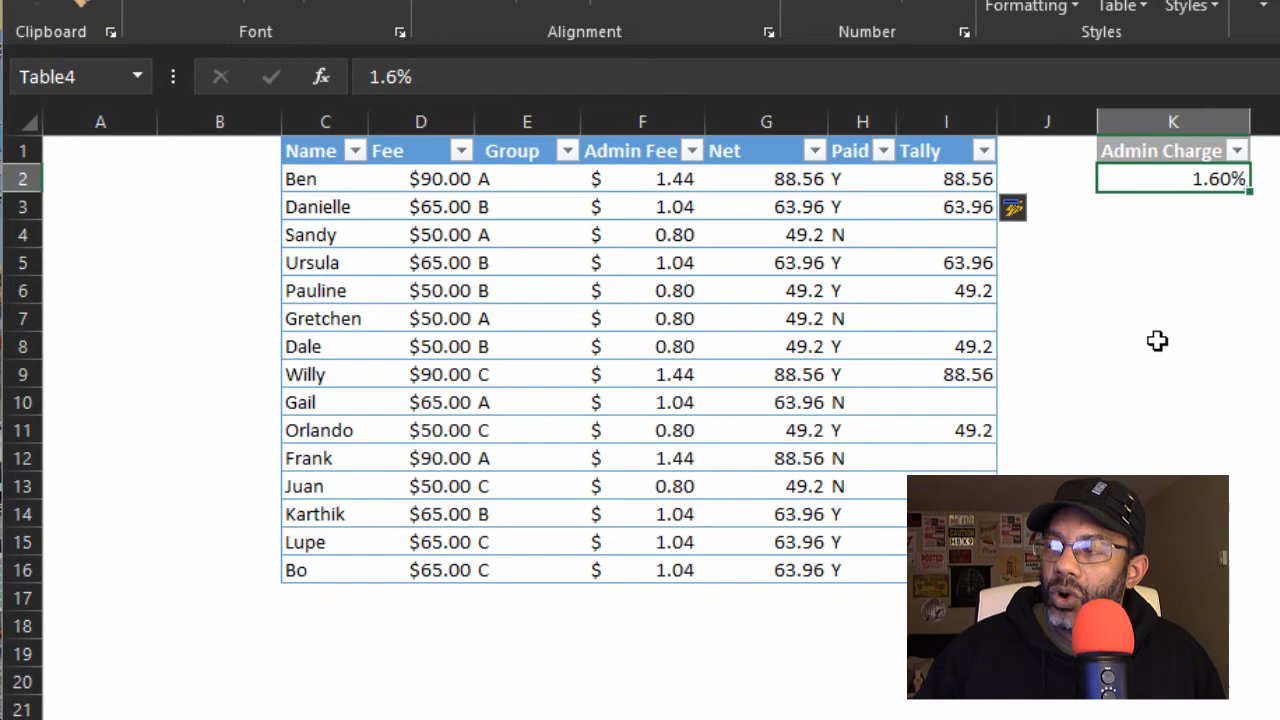 Formatting Table Styles
Clipboard Font Alignment Number Styles
Table4 fx 1.6%
A B C D E F G H I J K
1 Name Fee Group Admin Fee Net Paid Tally Admin Charge
2 Ben $90.00 A $ 1.44 88.56 Y 88.56 1.60%
3 Danielle $65.00 B $ 1.04 63.96 Y 63.96
4 Sandy $50.00 A $ 0.80 49.2 N
5 Ursula $65.00 B $ 1.04 63.96 Y 63.96
6 Pauline $50.00 B $ 0.80 49.2 Y 49.2
7 Gretchen $50.00 A $ 0.80 49.2 N
8 Dale $50.00 B $ 0.80 49.2 Y 49.2
9 Willy $90.00 C $ 1.44 88.56 Y 88.56
10 Gail $65.00 A $ 1.04 63.96 N
11 Orlando $50.00 C $ 0.80 49.2 Y 49.2
12 Frank $90.00 A $ 1.44 88.56 N
13 Juan $50.00 C $ 0.80 49.2 N
14 Karthik $65.00 B $ 1.04 63.96 Y
15 Lupe $65.00 C $ 1.04 63.96 Y
16 Bo $65.00 C $ 1.04 63.96 Y
17
18
19
20
21
CAUTION